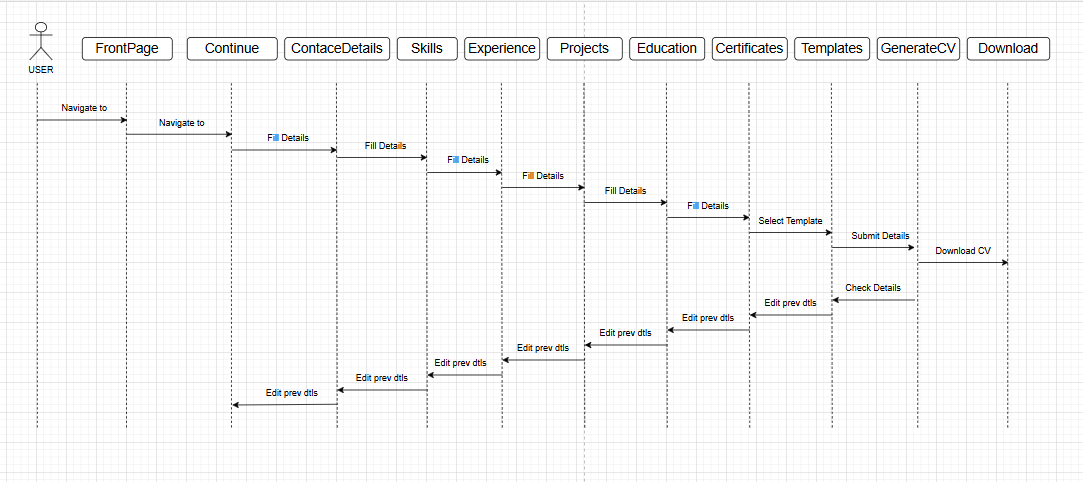 FrontPage
Continue
ContaceDetails
Skills
Experience
Projects
Education
Certificates
Templates
GenerateCV
Download
USER
Navigate to
Navigate to
Fill Details
Fill Details
Fill Details
Fill Details
Fill Details
Fill Details
Select Template
Submit Details
Download CV
Check Details
Edit prev dtls
Edit prev dtls
Edit prev dtls
Edit prev dtls
Edit prev dtls
Edit prev dtls
Edit prev dtls